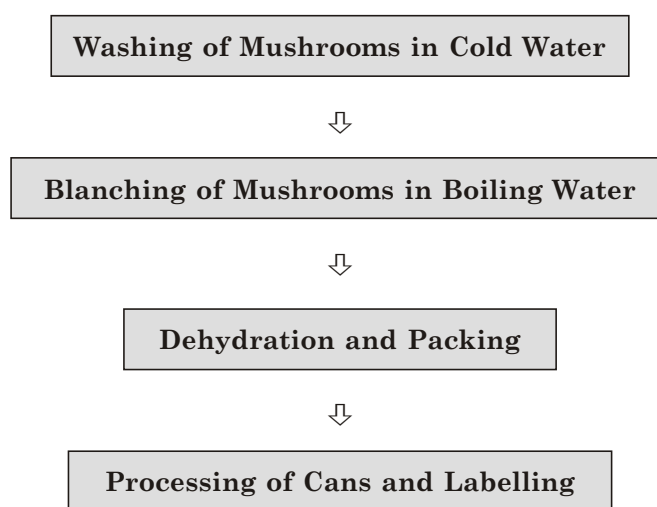 Washing of Mushrooms in Cold Water
Blanching of Mushrooms in Boiling Water
Dehydration and Packing
Processing of Cans and Labelling